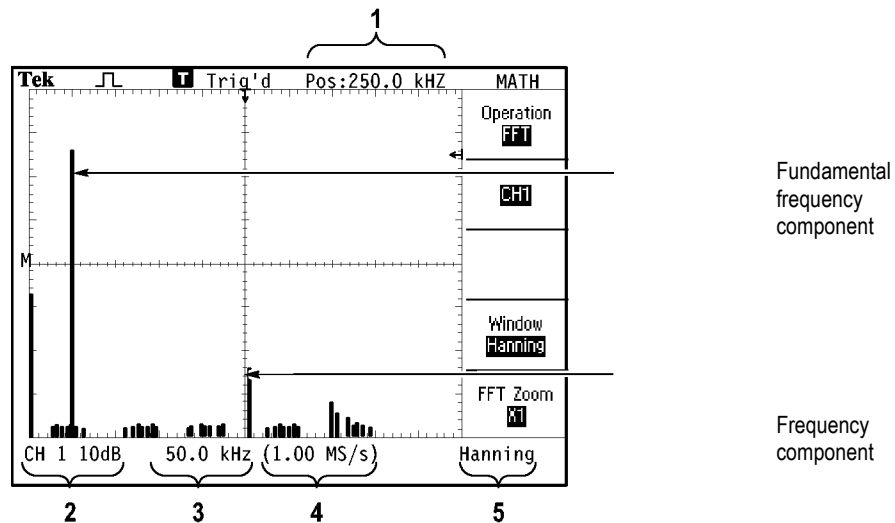 1
Tek T Trig'd Pos:250.0 kHZ MATH
Operation
FFT
CH1
Fundamental
frequency
component
M
Window
Hanning
FFT Zoom
X1
Frequency
component
CH 1 10dB 50.0 kHz (1.00 MS/s) Hanning
2 3 4 5